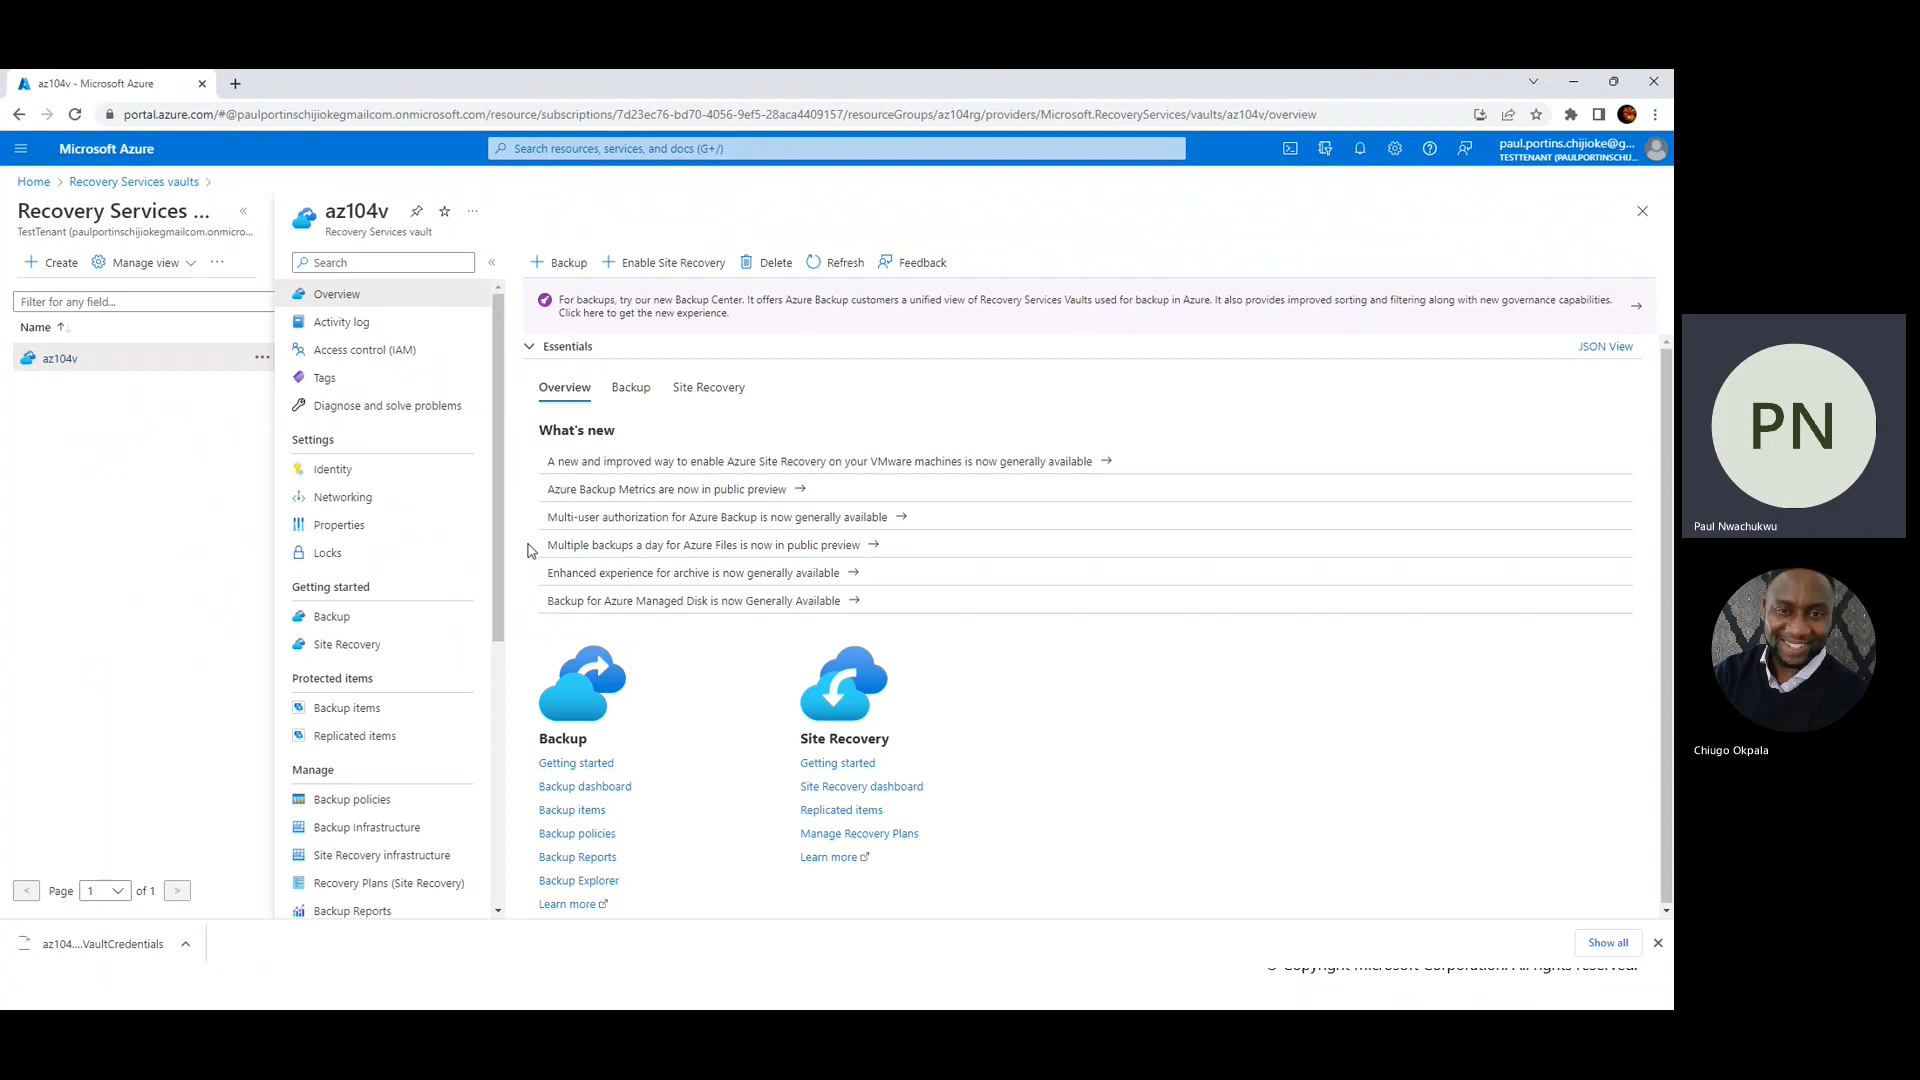 az104v - Microsoft Azure
portal.azure.com/#@paulportinschijiokegmailcom.onmicrosoft.com/resource/subscriptions/7d23ec76-bd70-4056-9ef5-28aca4409157/resourceGroups/az104rg/providers/Microsoft.RecoveryServices/vaults/az104v/overview
Microsoft Azure
Search resources, services, and docs (G+/)
paul.portins.chijioke@g...
TESTTENANT (PAULPORTINSCHIJ...
Home > Recovery Services vaults >
Recovery Services ...
TestTenant (paulportinschijiokegmailcom.onmicro...
+ Create
Manage view
Filter for any field...
Name
az104v
Page 1 of 1
az104v
Recovery Services vault
Search
Overview
Activity log
Access control (IAM)
Tags
Diagnose and solve problems
Settings
Identity
Networking
Properties
Locks
Getting started
Backup
Site Recovery
Protected items
Backup items
Replicated items
Manage
Backup policies
Backup Infrastructure
Site Recovery infrastructure
Recovery Plans (Site Recovery)
Backup Reports
+ Backup
+ Enable Site Recovery
Delete
Refresh
Feedback
For backups, try our new Backup Center. It offers Azure Backup customers a unified view of Recovery Services Vaults used for backup in Azure. It also provides improved sorting and filtering along with new governance capabilities.
Click here to get the new experience.
Essentials
JSON View
Overview
Backup
Site Recovery
What's new
A new and improved way to enable Azure Site Recovery on your VMware machines is now generally available
Azure Backup Metrics are now in public preview
Multi-user authorization for Azure Backup is now generally available
Multiple backups a day for Azure Files is now in public preview
Enhanced experience for archive is now generally available
Backup for Azure Managed Disk is now Generally Available
Backup
Getting started
Backup dashboard
Backup items
Backup policies
Backup Reports
Backup Explorer
Learn more
Site Recovery
Getting started
Site Recovery dashboard
Replicated items
Manage Recovery Plans
Learn more
az104....VaultCredentials
Show all
© Copyright Microsoft Corporation. All rights reserved.
PN
Paul Nwachukwu
Chiugo Okpala